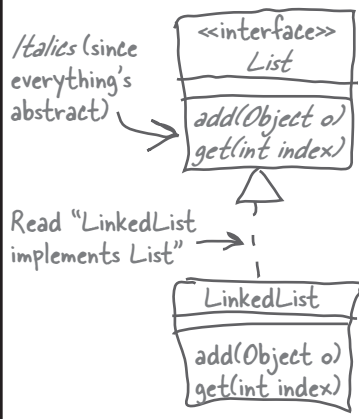 Italics (since
everything's
abstract)
<<interface>>
List
add(Object o)
get(int index)
Read "LinkedList
implements List"
LinkedList
add(Object o)
get(int index)